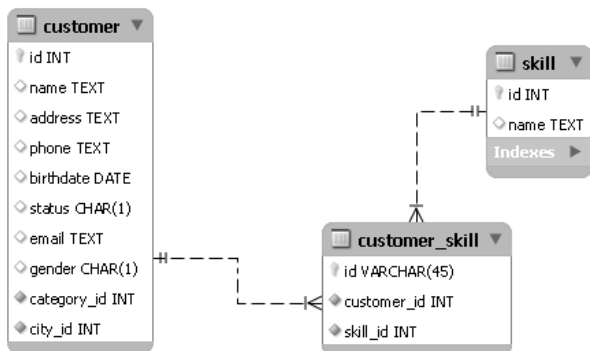 customer
id INT
name TEXT
address TEXT
phone TEXT
birthdate DATE
status CHAR(1)
email TEXT
gender CHAR(1)
category_id INT
city_id INT
skill
id INT
name TEXT
Indexes
customer_skill
id VARCHAR(45)
customer_id INT
skill_id INT